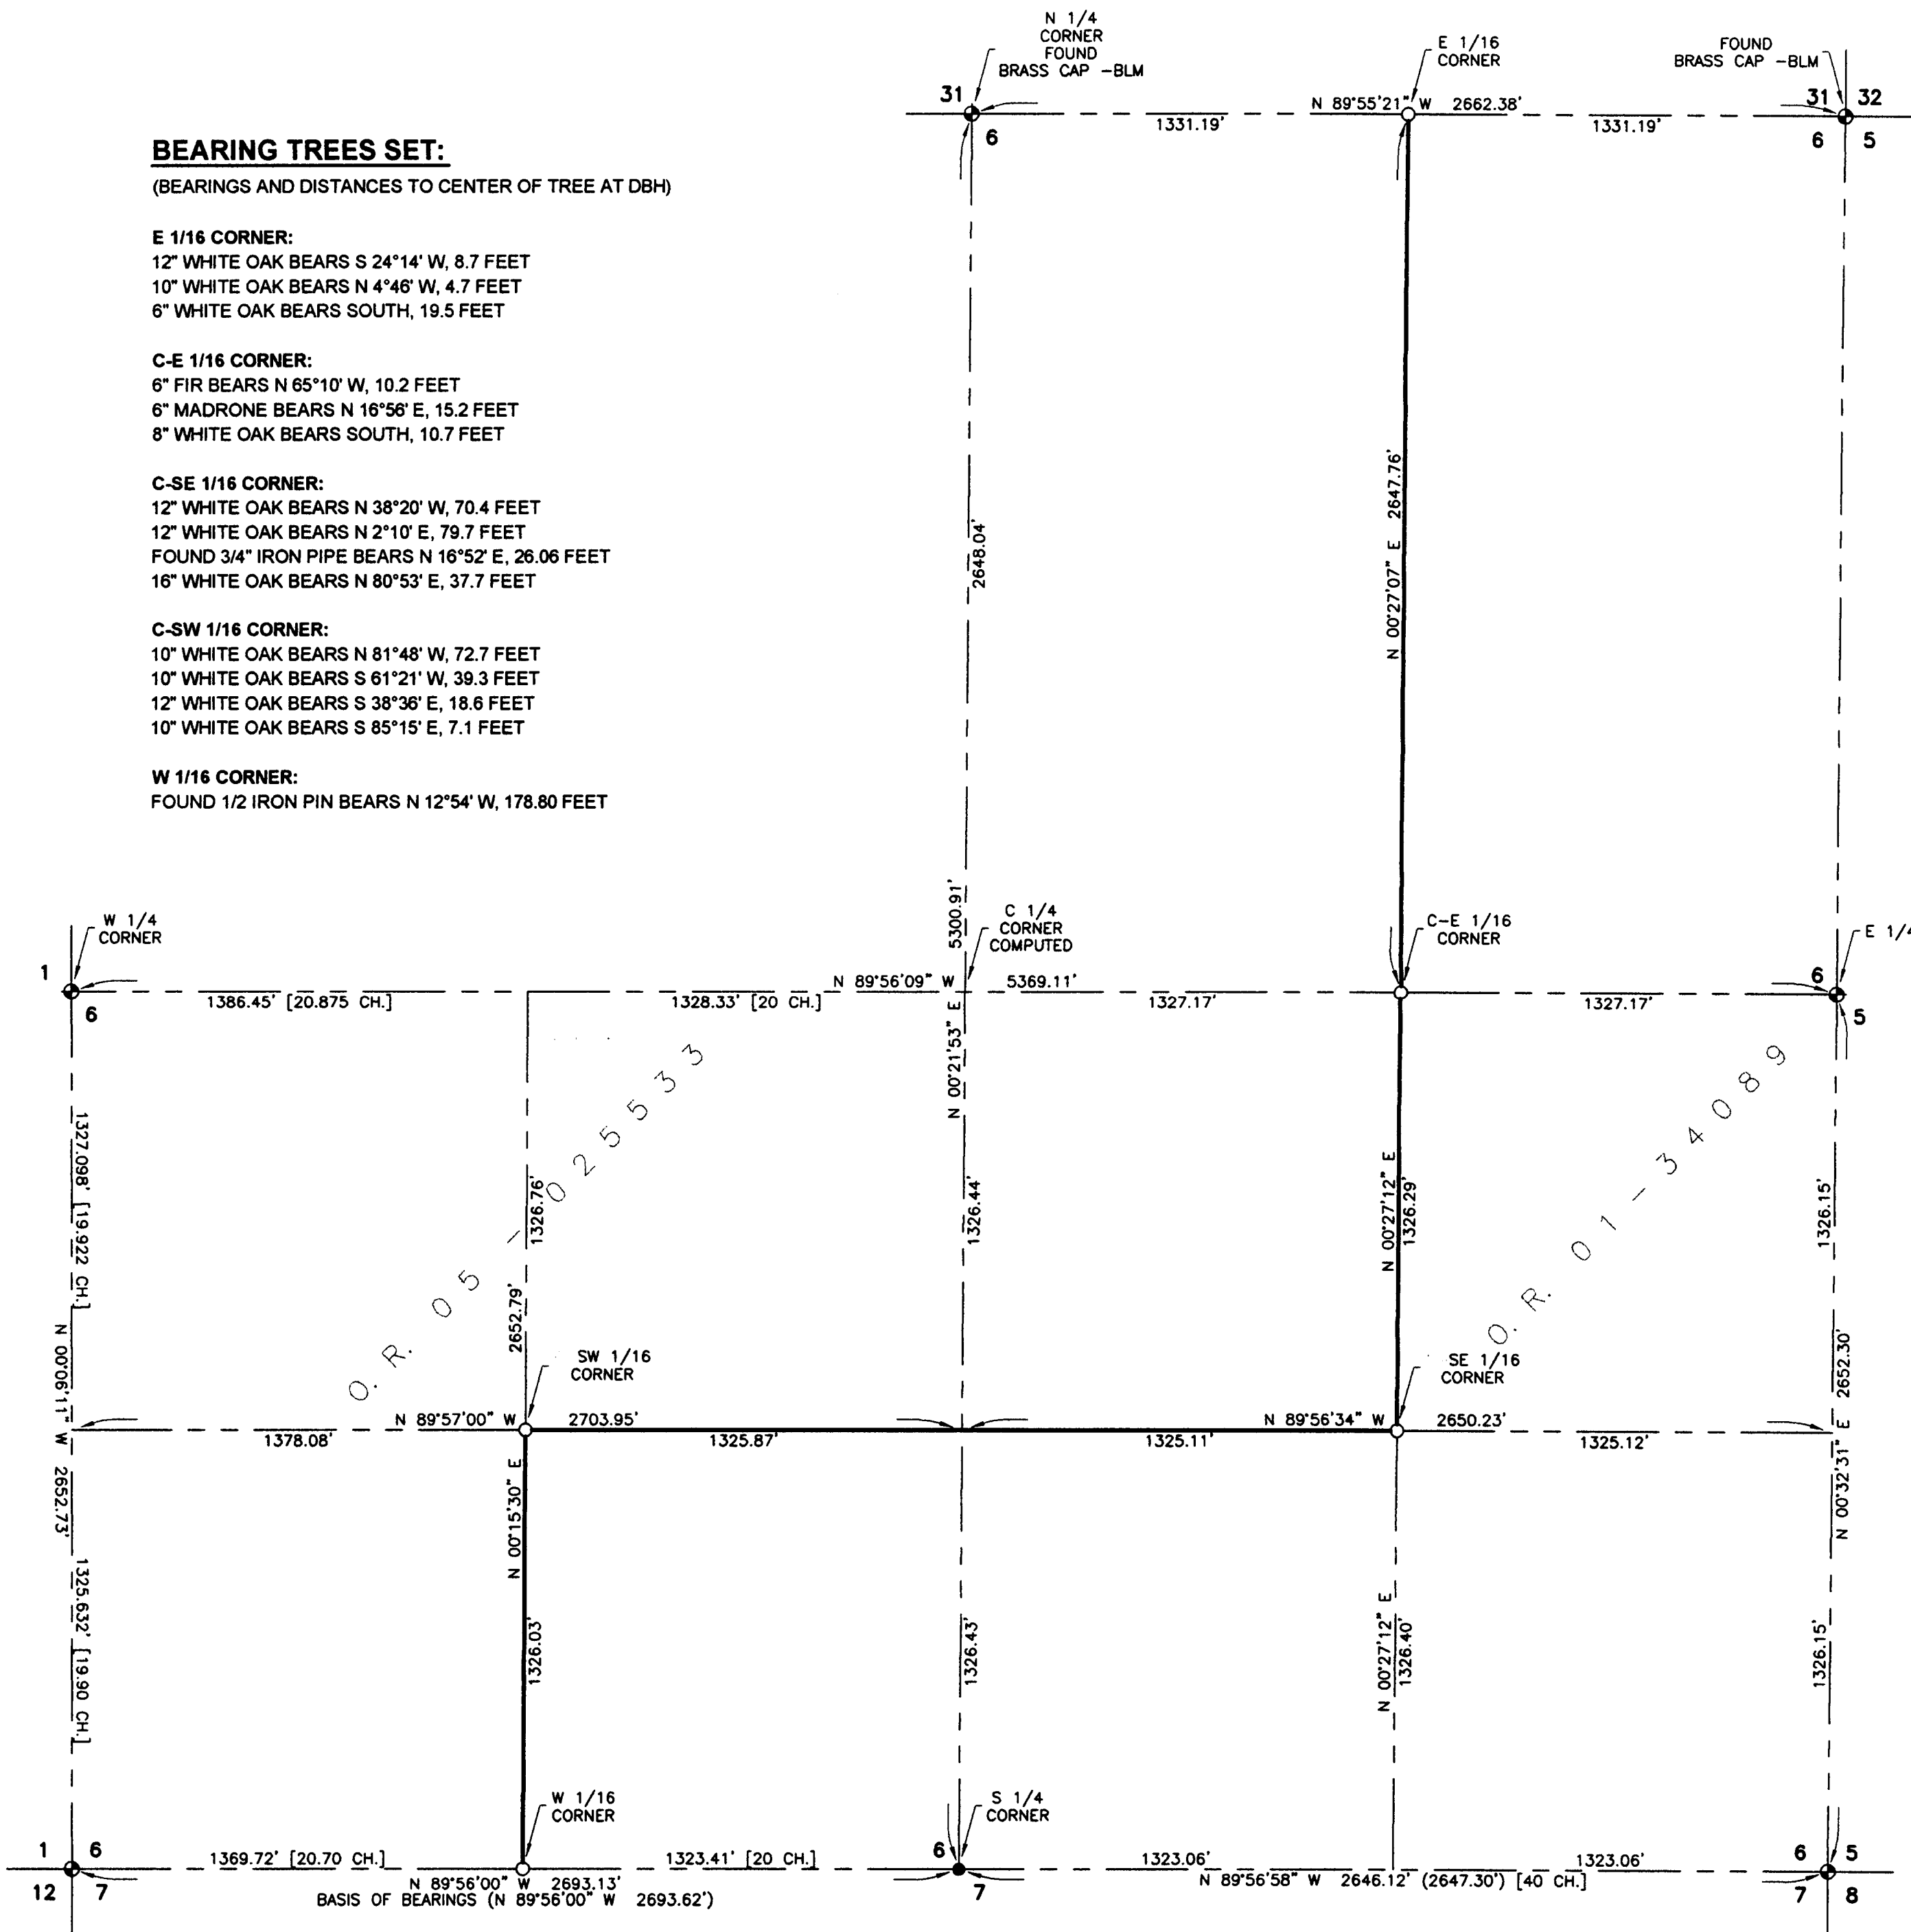 N 1/4
CORNER
FOUND
BRASS CAP -BLM
E 1/16
CORNER
FOUND
BRASS CAP -BLM
31
6
N 89°55'21" W 2662.38'
1331.19'
1331.19'
31 32
6 5
BEARING TREES SET:
(BEARINGS AND DISTANCES TO CENTER OF TREE AT DBH)
E 1/16 CORNER:
12" WHITE OAK BEARS S 24°14' W, 8.7 FEET
10" WHITE OAK BEARS N 4°46' W, 4.7 FEET
6" WHITE OAK BEARS SOUTH, 19.5 FEET
C-E 1/16 CORNER:
6" FIR BEARS N 65°10' W, 10.2 FEET
6" MADRONE BEARS N 16°56' E, 15.2 FEET
8" WHITE OAK BEARS SOUTH, 10.7 FEET
C-SE 1/16 CORNER:
12" WHITE OAK BEARS N 38°20' W, 70.4 FEET
12" WHITE OAK BEARS N 2°10' E, 79.7 FEET
FOUND 3/4" IRON PIPE BEARS N 16°52' E, 26.06 FEET
16" WHITE OAK BEARS N 80°53' E, 37.7 FEET
C-SW 1/16 CORNER:
10" WHITE OAK BEARS N 81°48' W, 72.7 FEET
10" WHITE OAK BEARS S 61°21' W, 39.3 FEET
12" WHITE OAK BEARS S 38°36' E, 18.6 FEET
10" WHITE OAK BEARS S 85°15' E, 7.1 FEET
W 1/16 CORNER:
FOUND 1/2 IRON PIN BEARS N 12°54' W, 178.80 FEET
2648.04'
N 00°27'07" E 2647.76'
W 1/4
CORNER
C 1/4
CORNER
COMPUTED
C-E 1/16
CORNER
E 1/4
1
6
1386.45' [20.875 CH.]
1328.33' [20 CH.]
N 89°56'09" W 5369.11'
N 00°21'53" E 5300.91'
1327.17'
1327.17'
6
5
1327.098' [19.922 CH.]
N 00°06'11" W 2652.73'
1325.632' [19.90 CH.]
O. R. 05 - 02533
1326.76'
2652.79'
1326.44'
N 00°27'12" E
1326.29'
O. R. 01-34089
1326.15'
N 00°32'31" E 2652.30'
SW 1/16
CORNER
SE 1/16
CORNER
N 89°57'00" W 2703.95'
1378.08'
1325.87'
N 89°56'34" W 2650.23'
1325.11'
1325.12'
N 00°15'30" E
1326.03'
1326.43'
N 00°27'12" E
1326.40'
1326.15'
W 1/16
CORNER
S 1/4
CORNER
1 6
12 7
1369.72' [20.70 CH.]
1323.41' [20 CH.]
N 89°56'00" W 2693.13'
BASIS OF BEARINGS (N 89°56'00" W 2693.62')
6
7
1323.06'
1323.06'
N 89°56'58" W 2646.12' (2647.30') [40 CH.]
6 5
7 8